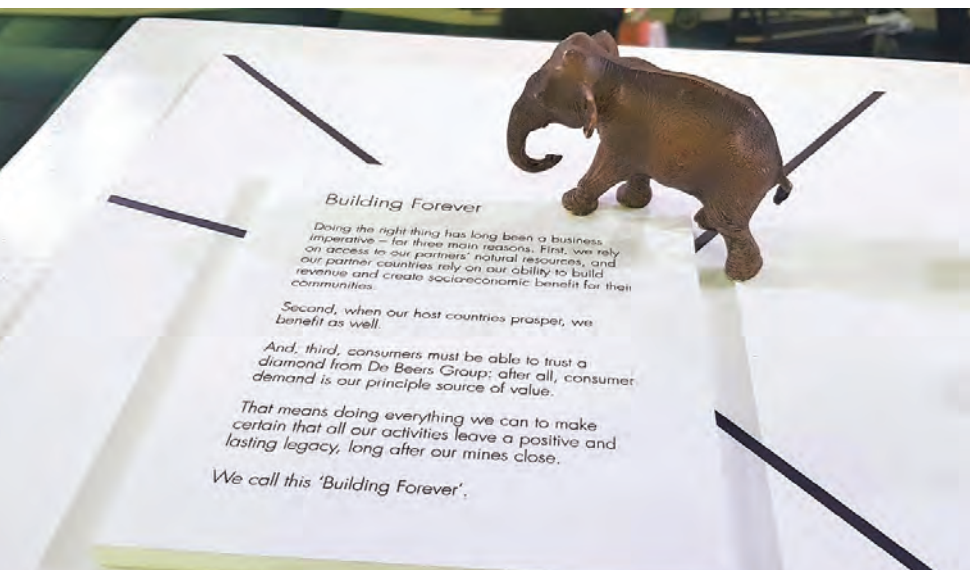 Building Forever
Doing the right thing has long been a business
imperative – for three main reasons. First, we rely
on access to our partners' natural resources, and
our partner countries rely on our ability to build
revenue and create socio-economic benefit for their
communities.
Second, when our host countries prosper, we
benefit as well.
And, third, consumers must be able to trust a
diamond from De Beers Group; after all, consumer
demand is our principle source of value.
That means doing everything we can to make
certain that all our activities leave a positive and
lasting legacy, long after our mines close.
We call this 'Building Forever'.